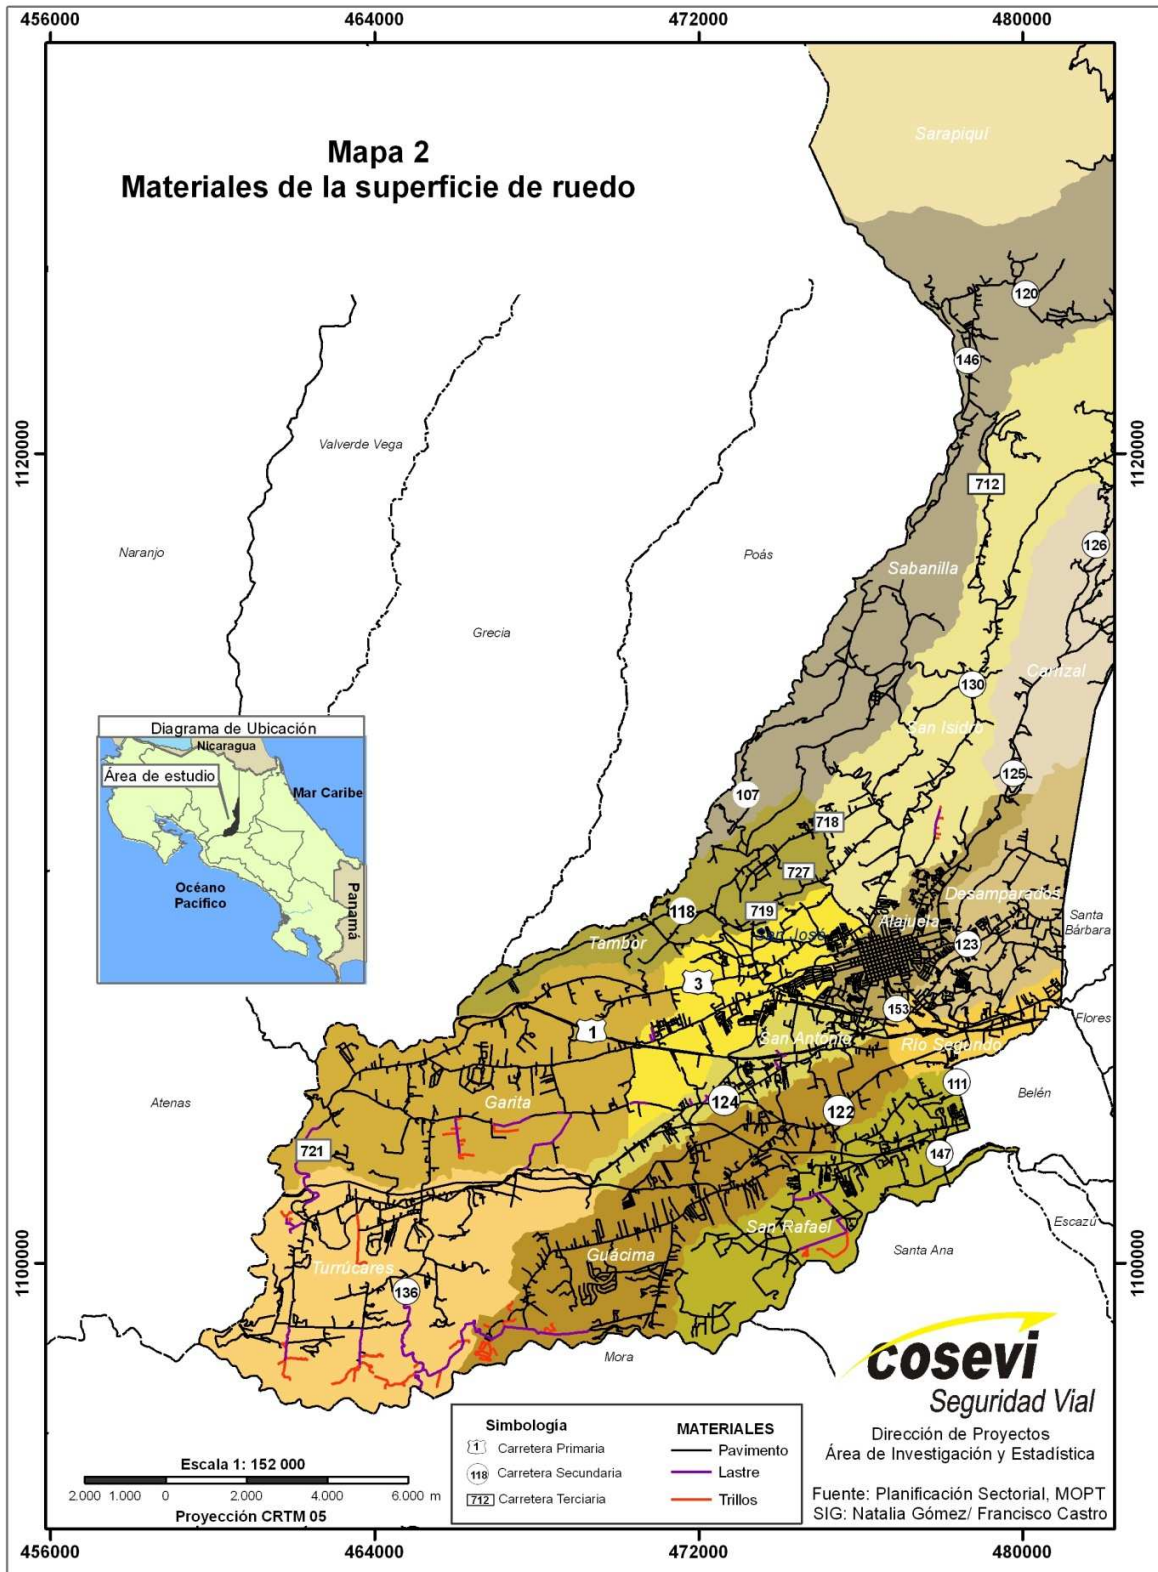 456000
464000
472000
480000
Mapa 2
Materiales de la superficie de ruedo
Sarapiquí
120
146
Valverde Vega
1120000
1120000
712
Naranjo
Poás
126
Sabanilla
Grecia
Carrizal
130
San Isidro
Diagrama de Ubicación
Nicaragua
Área de estudio
Mar Caribe
Océano
Pacífico
Panamá
125
107
718
727
Desamparados
118
719
Alajuela
San José
Tambor
123
Santa
Bárbara
3
153
1
San Antonio
Flores
Río Segundo
111
Atenas
Garita
124
122
Belén
721
147
San Rafael
Escazú
Santa Ana
Guácima
1100000
1100000
Turrúcares
136
Mora
cosevi
Seguridad Vial
Dirección de Proyectos
Área de Investigación y Estadística
Fuente: Planificación Sectorial, MOPT
SIG: Natalia Gómez/ Francisco Castro
Simbología
1 Carretera Primaria
118 Carretera Secundaria
712 Carretera Terciaria
MATERIALES
Pavimento
Lastre
Trillos
Escala 1: 152 000
2.000 1.000 0 2.000 4.000 6.000 m
Proyección CRTM 05
456000
464000
472000
480000